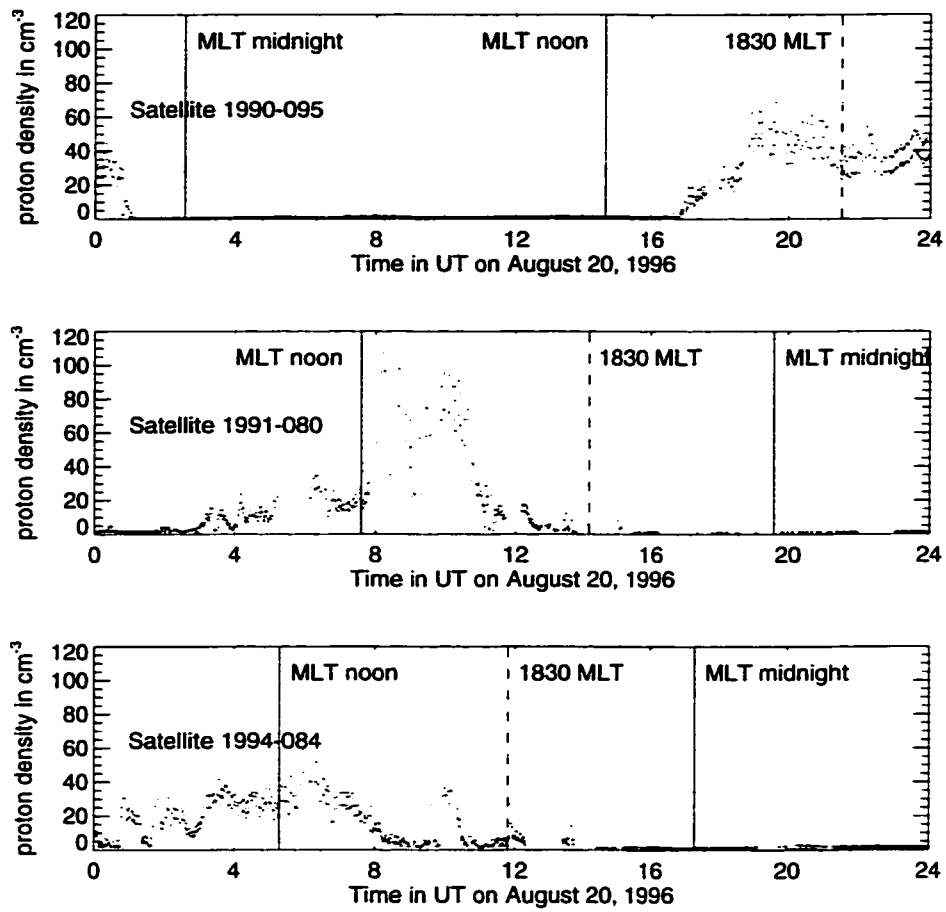 proton density in cm⁻³
120
100
80
60
40
20
0
MLT midnight
MLT noon
1830 MLT
Satellite 1990-095
0 4 8 12 16 20 24
Time in UT on August 20, 1996
proton density in cm⁻³
120
100
80
60
40
20
0
MLT noon
1830 MLT
MLT midnight
Satellite 1991-080
0 4 8 12 16 20 24
Time in UT on August 20, 1996
proton density in cm⁻³
120
100
80
60
40
20
0
MLT noon
1830 MLT
MLT midnight
Satellite 1994-084
0 4 8 12 16 20 24
Time in UT on August 20, 1996